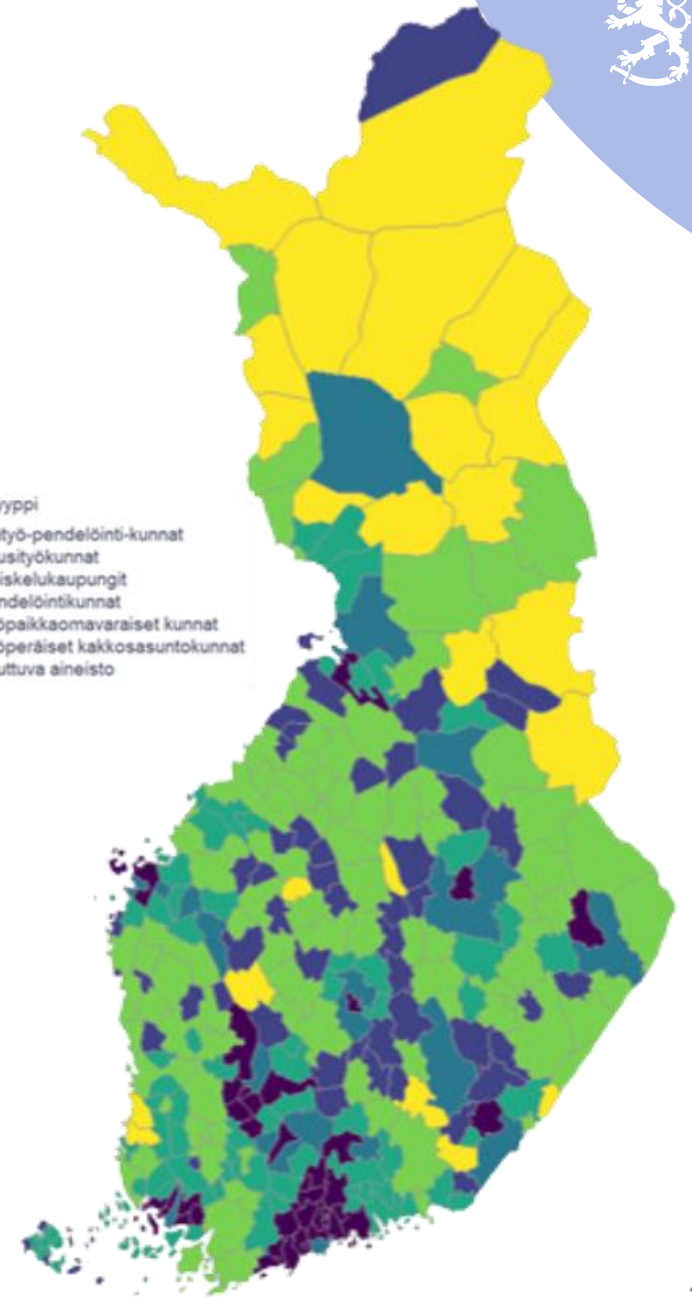 yyppi
ityö-pendelöinti-kunnat
usityökunnat
iskelukaupungit
ndelöintikunnat
öpaikkaomavaraiset kunnat
öperäiset kakkosasuntokunnat
uttuva aineisto